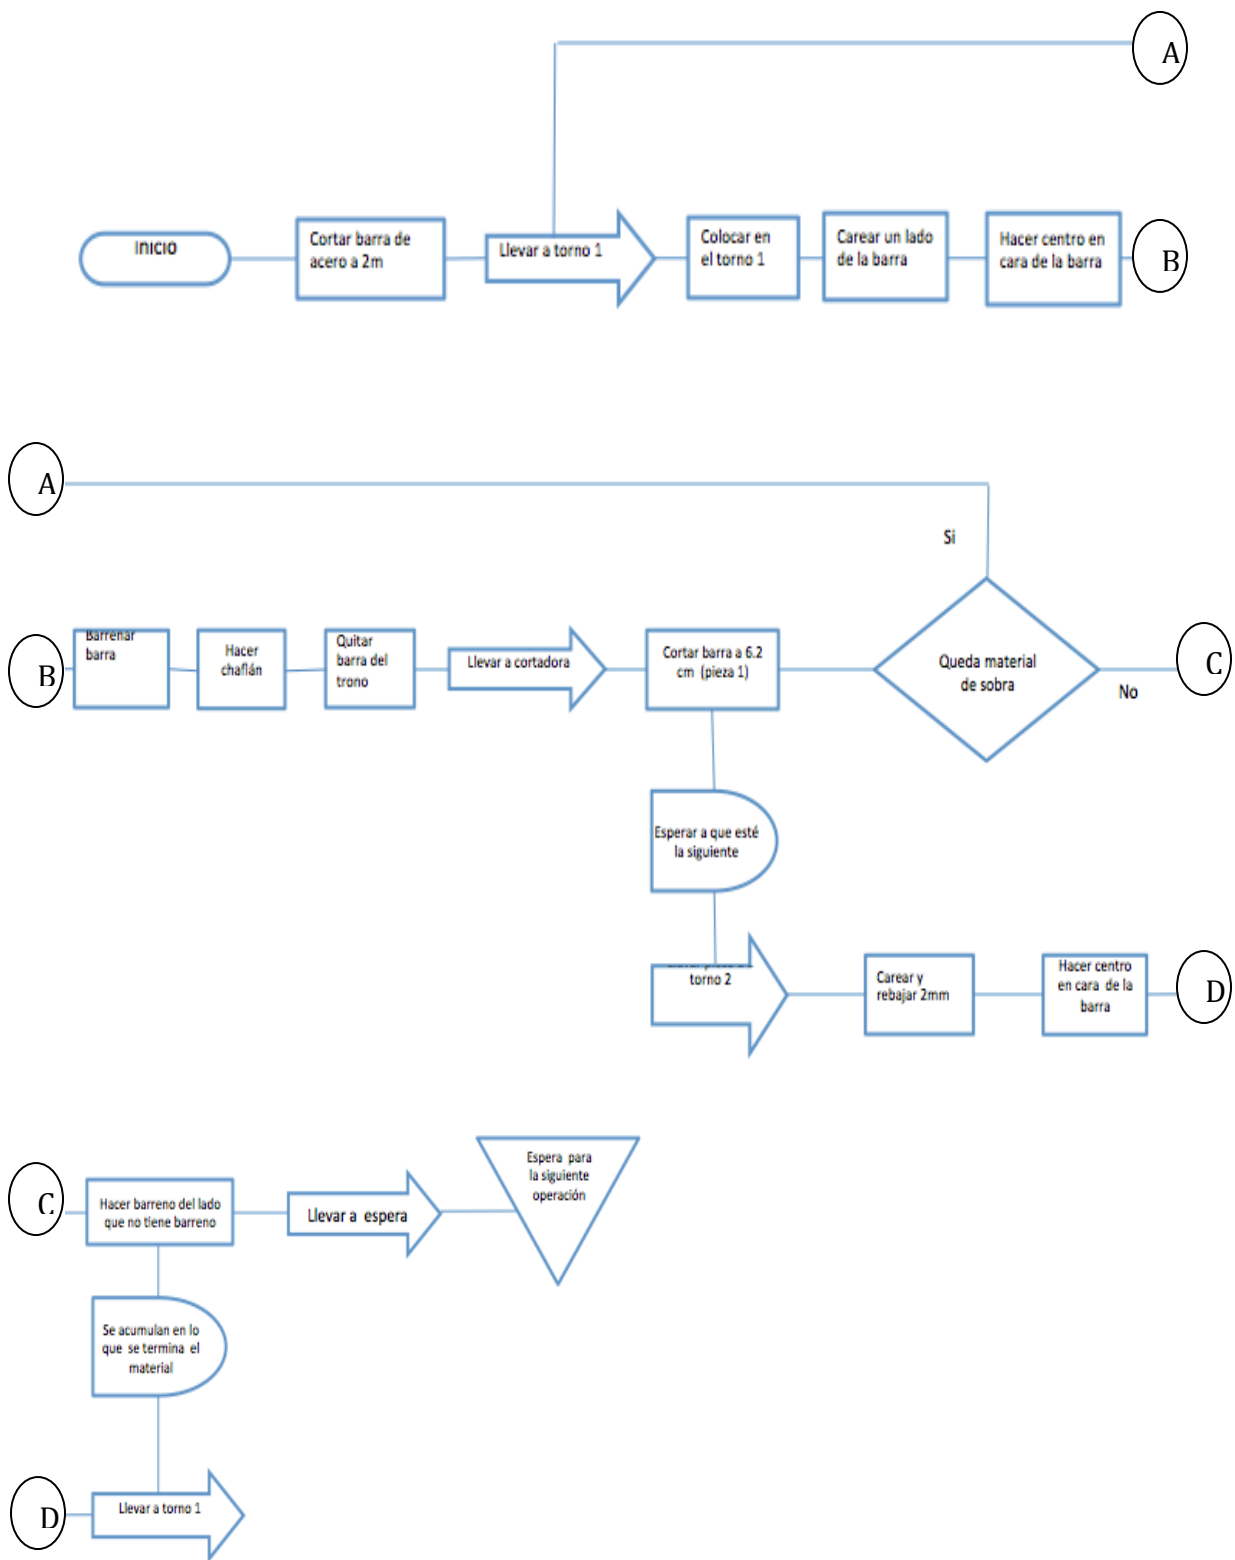 A
Inicio
Cortar barra de
acero a 2m
Llevar a torno 1
Colocar en
el torno 1
Carear un lado
de la barra
Hacer centro en
cara de la barra
B
A
Si
B
Barrenar
barra
Hacer
chaflán
Quitar
barra del
trono
Llevar a cortadora
Cortar barra a 6.2
cm (pieza 1)
Queda material
de sobra
No
C
Esperar a que esté
la siguiente
torno 2
Carear y
rebajar 2mm
Hacer centro
en cara de la
barra
D
C
Hacer barreno del lado
que no tiene barreno
Llevar a espera
Espera para
la siguiente
operación
Se acumulan en lo
que se termina el
material
D
Llevar a torno 1